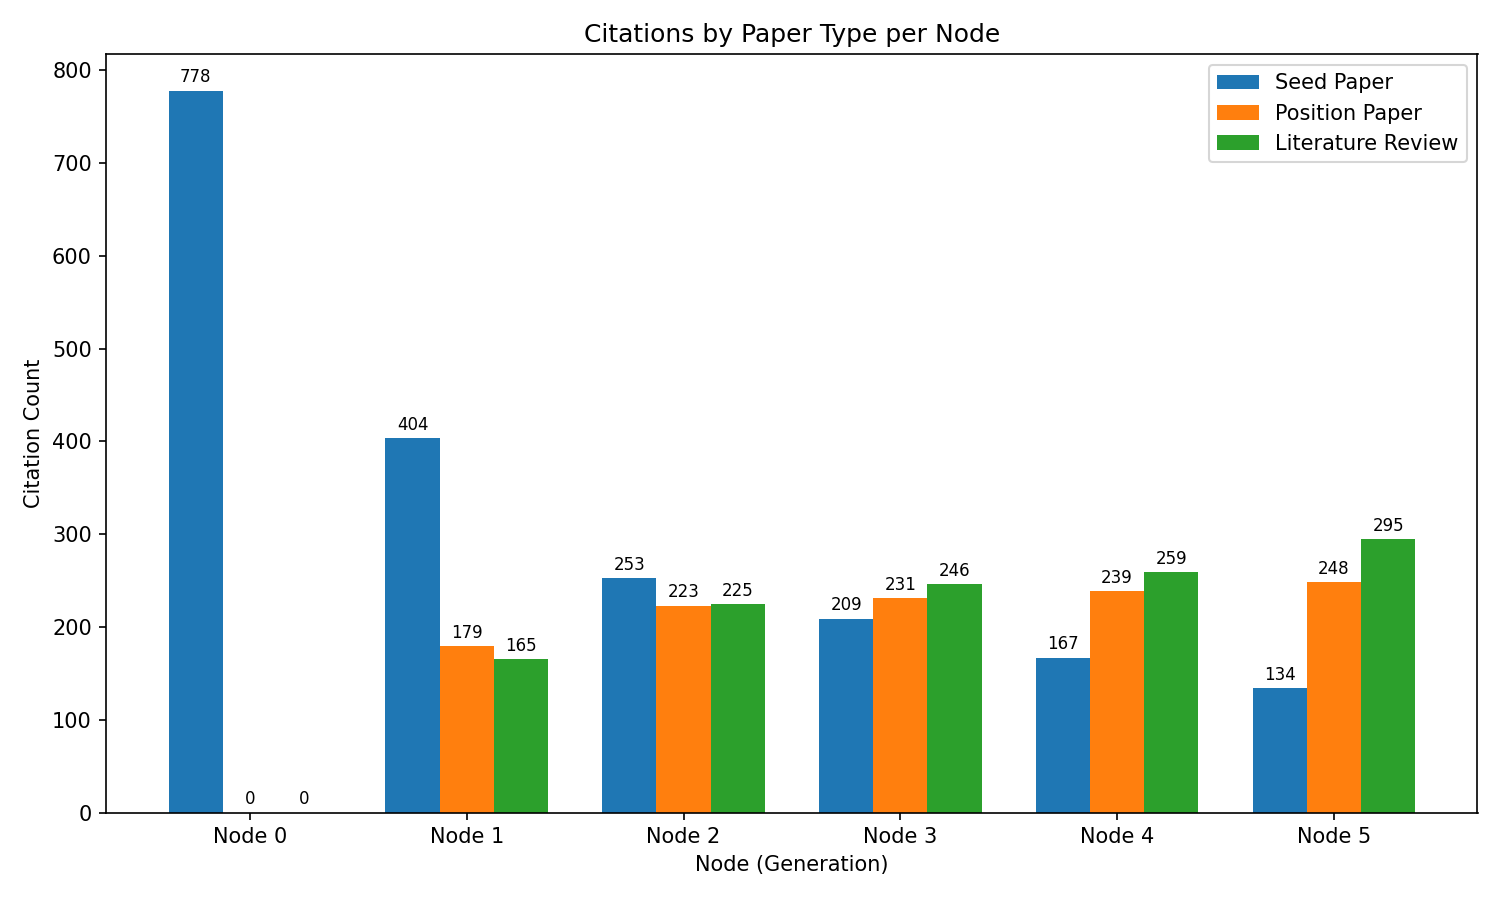 Citations by Paper Type per Node
Seed Paper
Position Paper
Literature Review
Citation Count
800
700
600
500
400
300
200
100
0
778
0
0
404
179
165
253
223
225
209
231
246
167
239
259
134
248
295
Node 0
Node 1
Node 2
Node 3
Node 4
Node 5
Node (Generation)